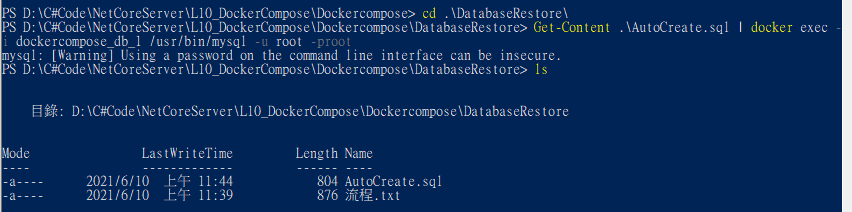 PS D:\C#Code\NetCoreServer\L10_DockerCompose\Dockercompose> cd .\DatabaseRestore\
PS D:\C#Code\NetCoreServer\L10_DockerCompose\Dockercompose\DatabaseRestore> Get-Content .\AutoCreate.sql | docker exec -
i dockercompose_db_1 /usr/bin/mysql -u root -proot
mysql: [Warning] Using a password on the command line interface can be insecure.
PS D:\C#Code\NetCoreServer\L10_DockerCompose\Dockercompose\DatabaseRestore> ls
目錄: D:\C#Code\NetCoreServer\L10_DockerCompose\Dockercompose\DatabaseRestore
Mode LastWriteTime Length Name
---- ------------- ------ ----
-a---- 2021/6/10 上午 11:44 804 AutoCreate.sql
-a---- 2021/6/10 上午 11:39 876 流程.txt